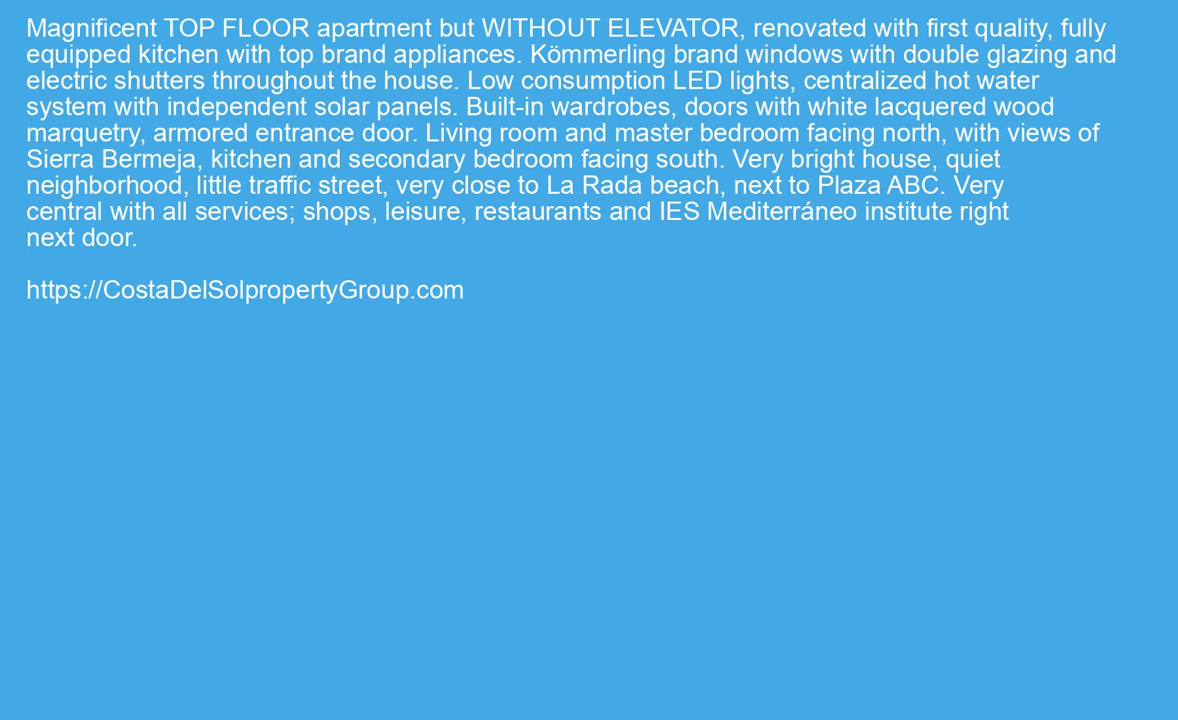 Magnificent TOP FLOOR apartment but WITHOUT ELEVATOR, renovated with first quality, fully
equipped kitchen with top brand appliances. Kömmerling brand windows with double glazing and
electric shutters throughout the house. Low consumption LED lights, centralized hot water
system with independent solar panels. Built-in wardrobes, doors with white lacquered wood
marquetry, armored entrance door. Living room and master bedroom facing north, with views of
Sierra Bermeja, kitchen and secondary bedroom facing south. Very bright house, quiet
neighborhood, little traffic street, very close to La Rada beach, next to Plaza ABC. Very
central with all services; shops, leisure, restaurants and IES Mediterráneo institute right
next door.
https://CostaDelSolpropertyGroup.com